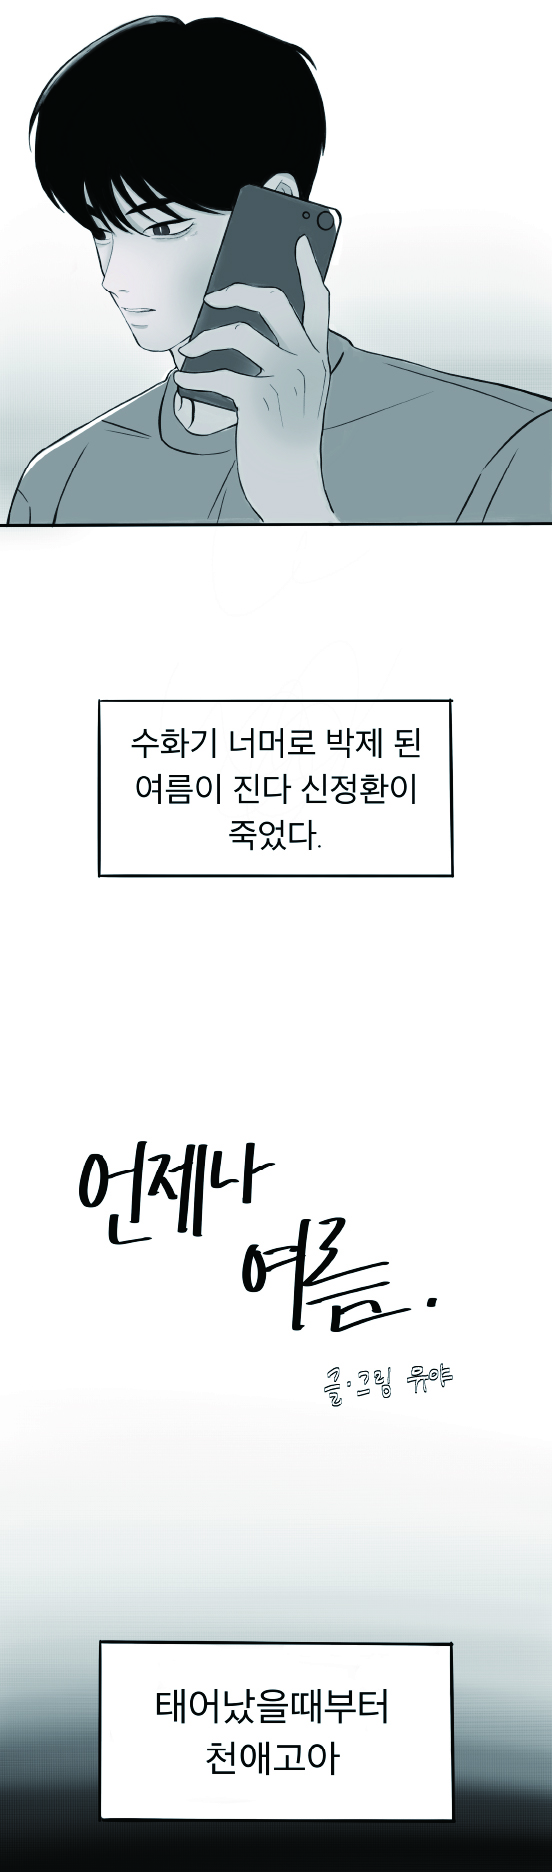 수화기 너머로 박제 된
여름이 진다 신정환이
죽었다.
언제나
여름.
글·그림 뮤야
태어났을때부터
천애고아